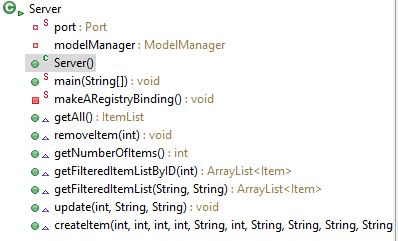 Server
S port : Port
modelManager : ModelManager
C Server()
S main(String[]) : void
S makeARegistryBinding() : void
getAll() : ItemList
removeItem(int) : void
getNumberOfItems() : int
getFilteredItemListByID(int) : ArrayList<Item>
getFilteredItemList(String, String) : ArrayList<Item>
update(int, String, String) : void
createItem(int, int, int, int, String, int, String, String, String, String